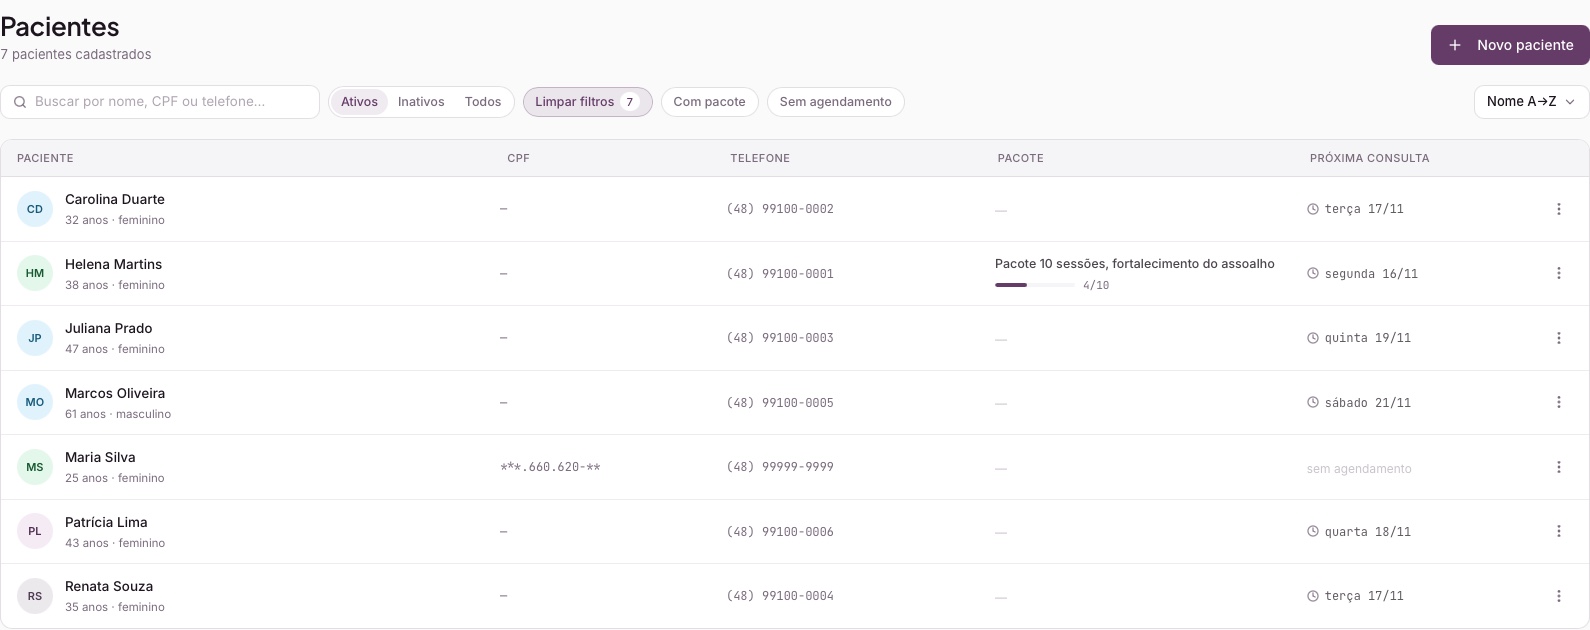 Pacientes
7 pacientes cadastrados
+ Novo paciente
Buscar por nome, CPF ou telefone...
Ativos Inativos Todos Limpar filtros 7 Com pacote Sem agendamento Nome A→Z
PACIENTE CPF TELEFONE PACOTE PRÓXIMA CONSULTA
CD Carolina Duarte
32 anos · feminino – (48) 99100-0002 — terça 17/11
HM Helena Martins
38 anos · feminino – (48) 99100-0001 Pacote 10 sessões, fortalecimento do assoalho
4/10 segunda 16/11
JP Juliana Prado
47 anos · feminino – (48) 99100-0003 — quinta 19/11
MO Marcos Oliveira
61 anos · masculino – (48) 99100-0005 — sábado 21/11
MS Maria Silva
25 anos · feminino ***.660.620-** (48) 99999-9999 — sem agendamento
PL Patrícia Lima
43 anos · feminino – (48) 99100-0006 — quarta 18/11
RS Renata Souza
35 anos · feminino – (48) 99100-0004 — terça 17/11